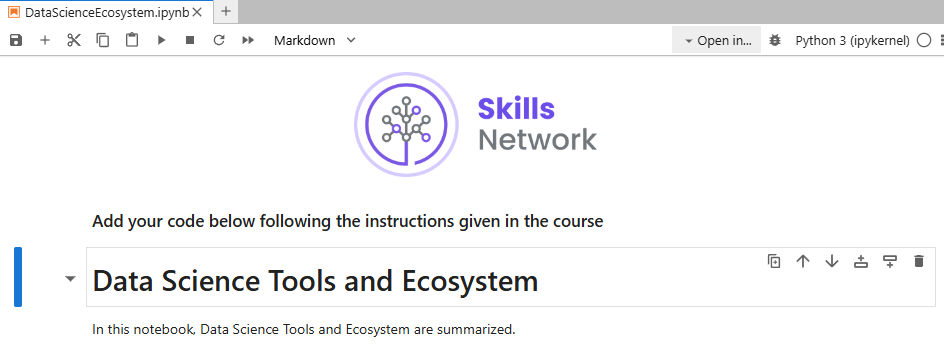 DataScienceEcosystem.ipynb
Markdown
Open in...
Python 3 (ipykernel)
Skills
Network
Add your code below following the instructions given in the course
Data Science Tools and Ecosystem
In this notebook, Data Science Tools and Ecosystem are summarized.